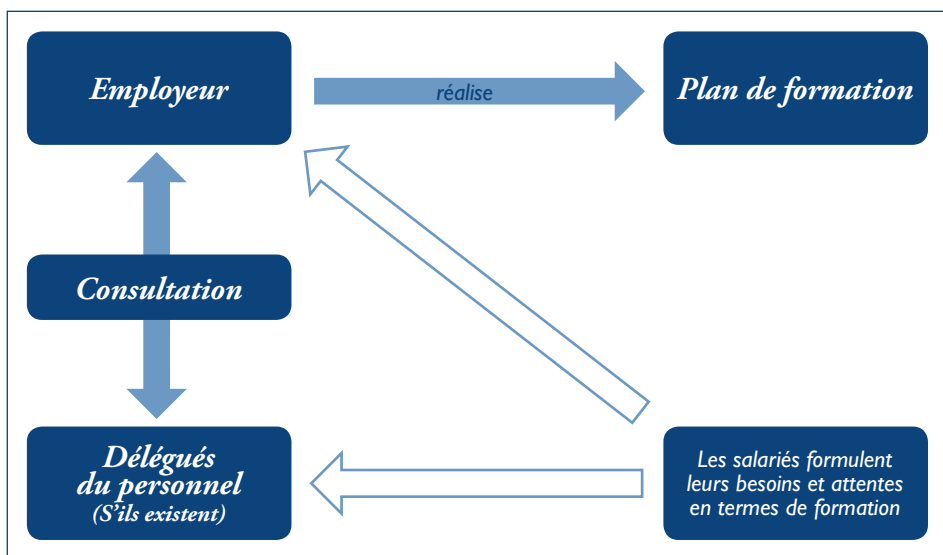 Employeur
réalise
Plan de formation
Consultation
Délégués
du personnel
(S'ils existent)
Les salariés formulent
leurs besoins et attentes
en termes de formation